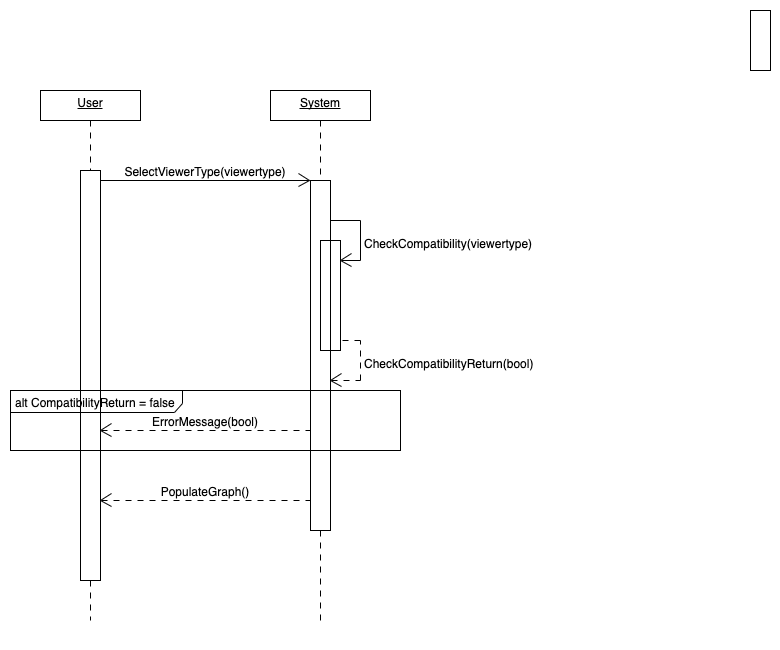 User
System
SelectViewerType(viewertype)
CheckCompatibility(viewertype)
CheckCompatibilityReturn(bool)
alt CompatibilityReturn = false
ErrorMessage(bool)
PopulateGraph()